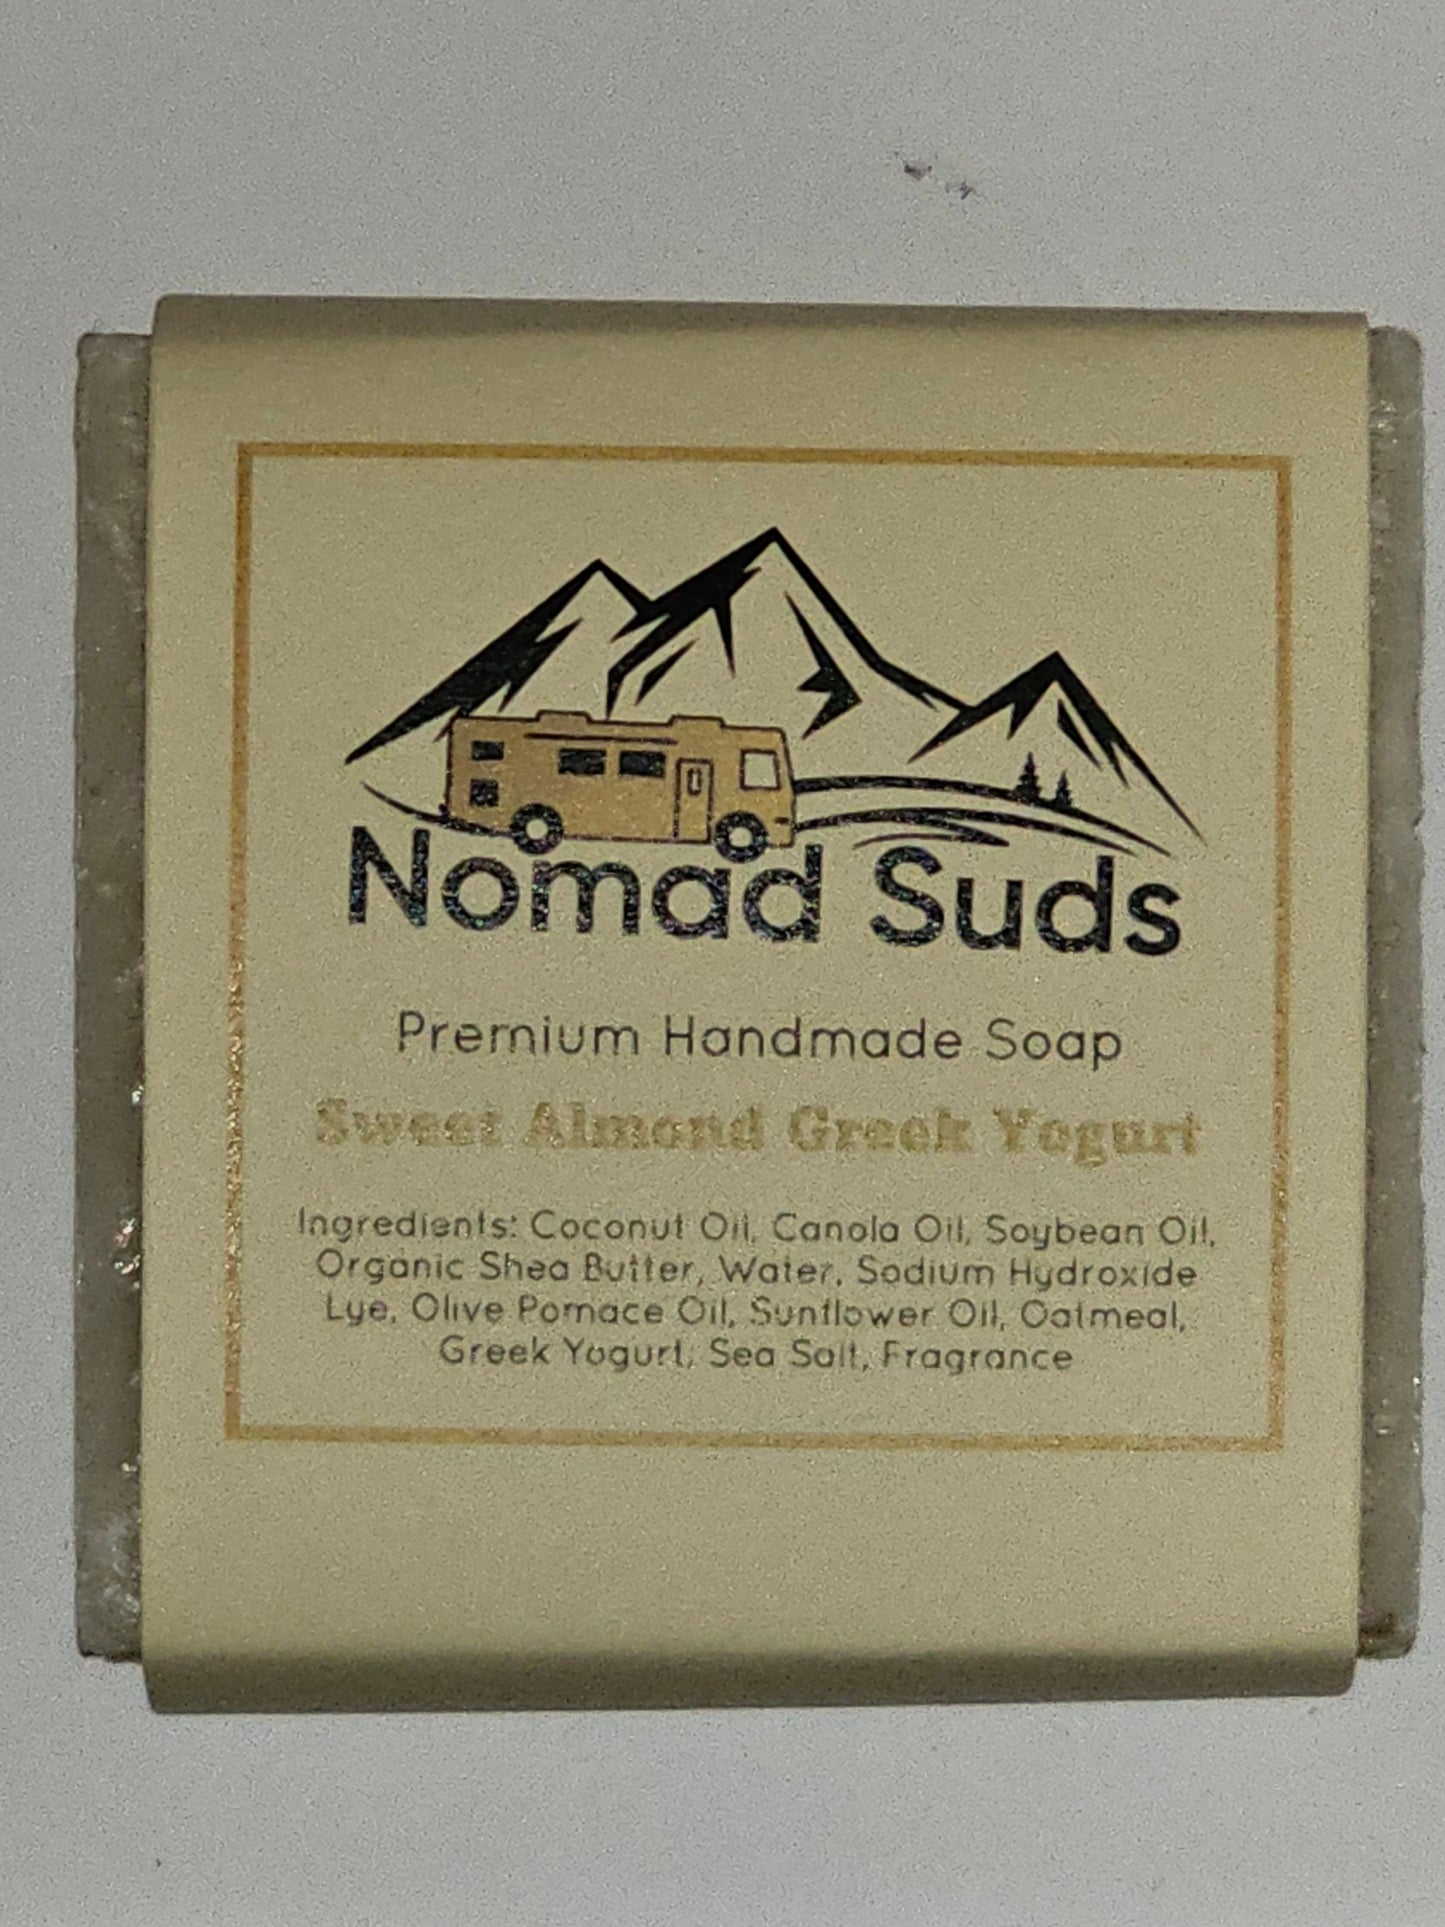 Nomad Suds
Premium Handmade Soap
Sweet Almond Greek Yogurt
Ingredients: Coconut Oil, Canola Oil, Soybean Oil,
Organic Shea Butter, Water, Sodium Hydroxide
Lye, Olive Pomace Oil, Sunflower Oil, Oatmeal,
Greek Yogurt, Sea Salt, Fragrance